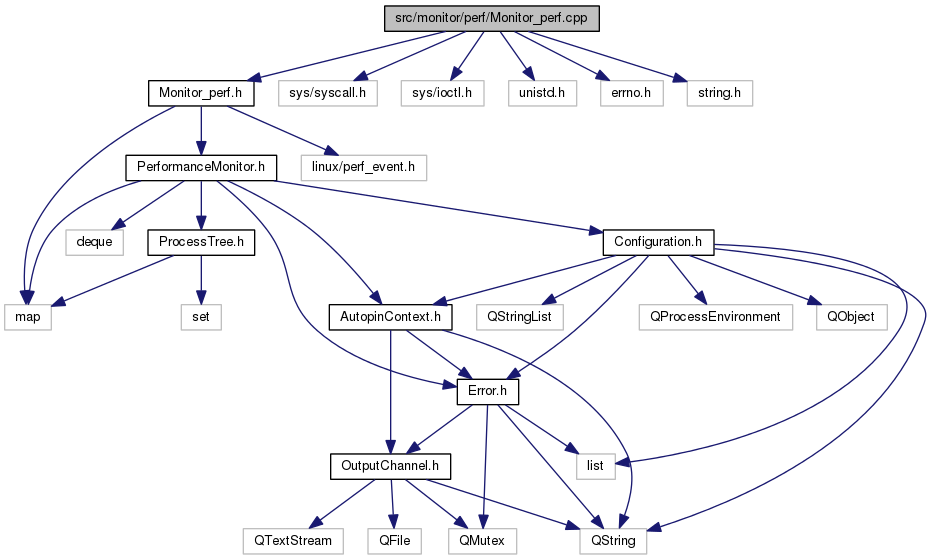 src/monitor/perf/Monitor_perf.cpp
Monitor_perf.h
sys/syscall.h
sys/ioctl.h
unistd.h
errno.h
string.h
PerformanceMonitor.h
linux/perf_event.h
deque
ProcessTree.h
Configuration.h
map
set
AutopinContext.h
QStringList
QProcessEnvironment
QObject
Error.h
OutputChannel.h
list
QTextStream
QFile
QMutex
QString